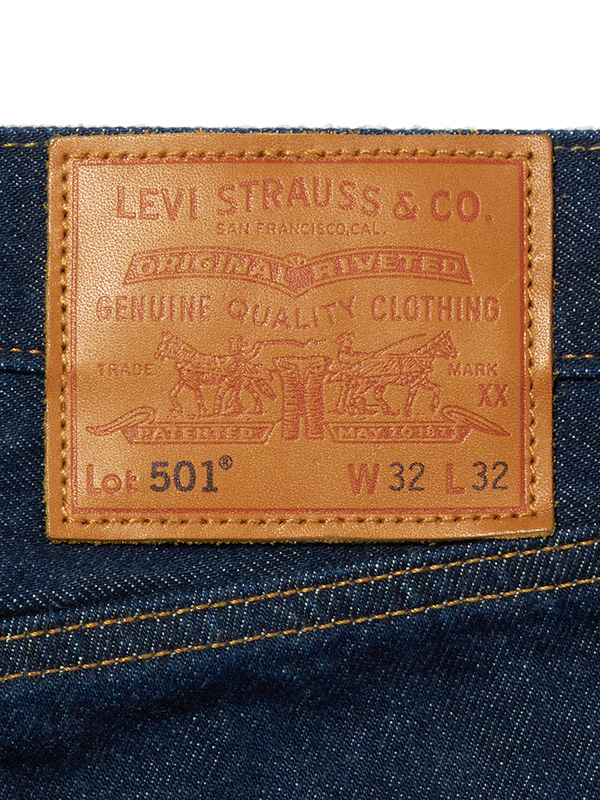 LEVI STRAUSS & CO.
SAN FRANCISCO, CAL.
ORIGINAL RIVETED
GENUINE QUALITY CLOTHING
TRADE MARK
XX
PATENTED MAY 20 1873
Lot 501® W 32 L 32